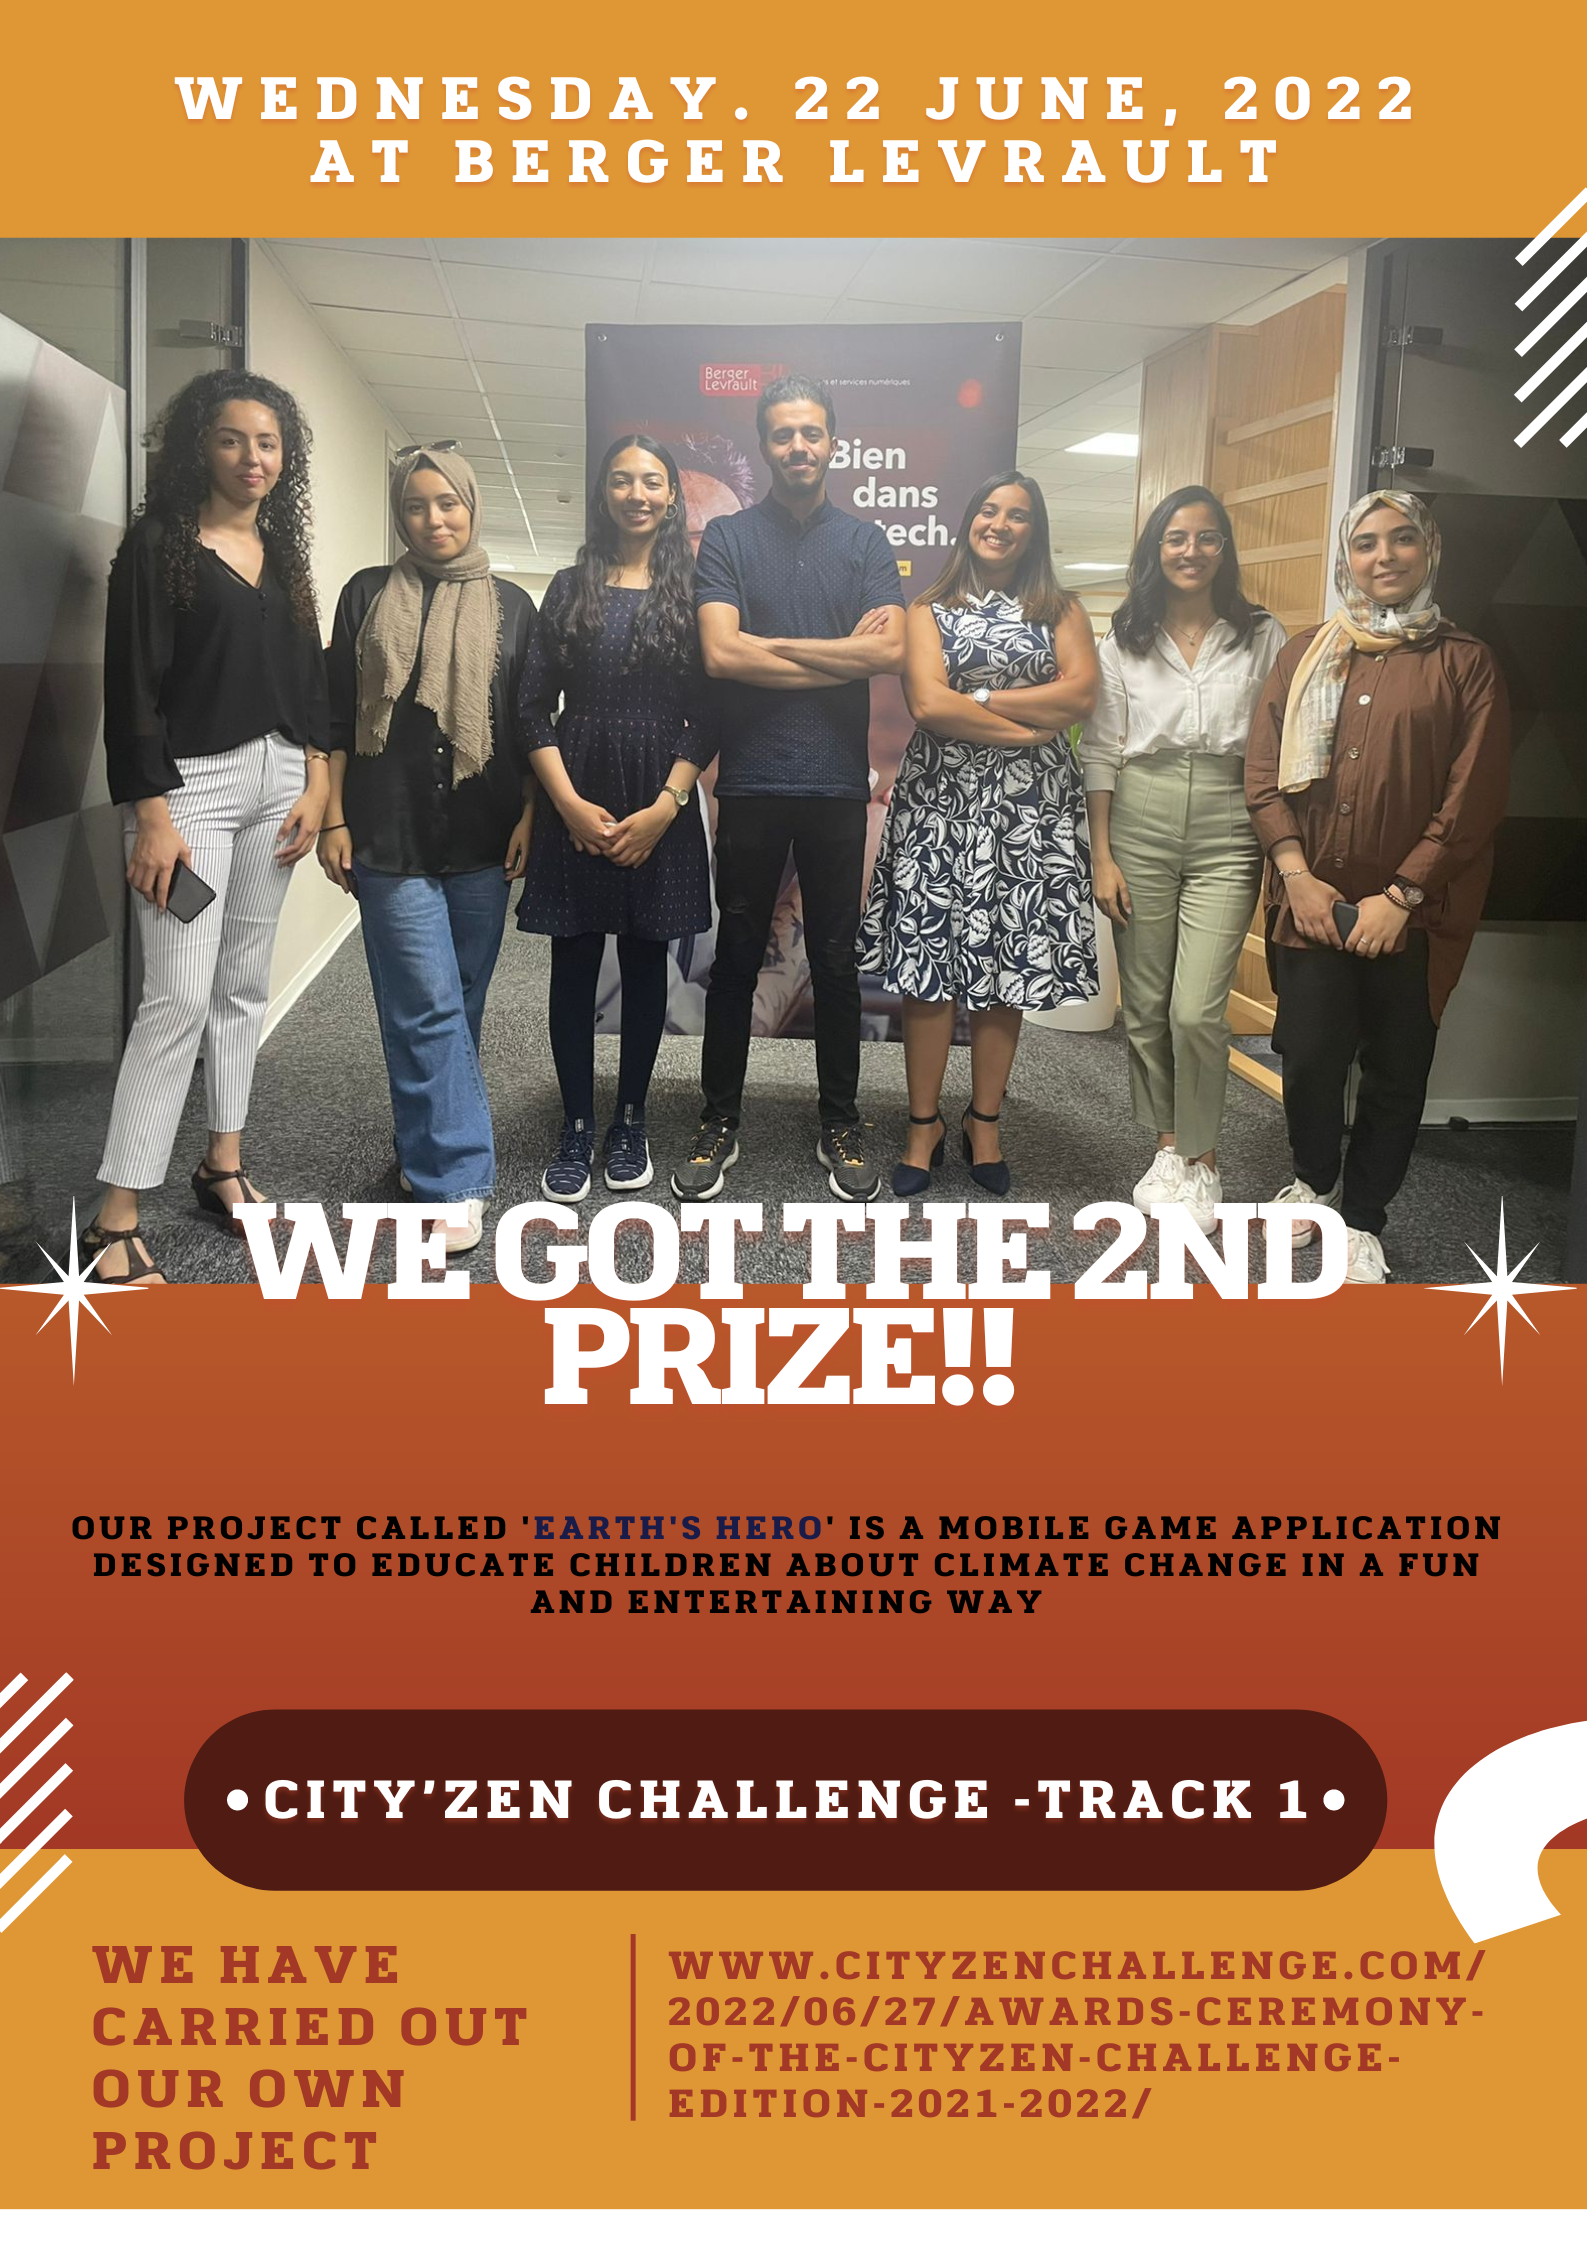 WEDNESDAY. 22 JUNE, 2022
AT BERGER LEVRAULT
Berger
Levrault
s et services numériques
Bien
dans
tech.
m
WE GOT THE 2ND
PRIZE!!
OUR PROJECT CALLED 'EARTH'S HERO' IS A MOBILE GAME APPLICATION
DESIGNED TO EDUCATE CHILDREN ABOUT CLIMATE CHANGE IN A FUN
AND ENTERTAINING WAY
•CITY'ZEN CHALLENGE -TRACK 1•
WE HAVE
CARRIED OUT
OUR OWN
PROJECT
WWW.CITYZENCHALLENGE.COM/
2022/06/27/AWARDS-CEREMONY-
OF-THE-CITYZEN-CHALLENGE-
EDITION-2021-2022/